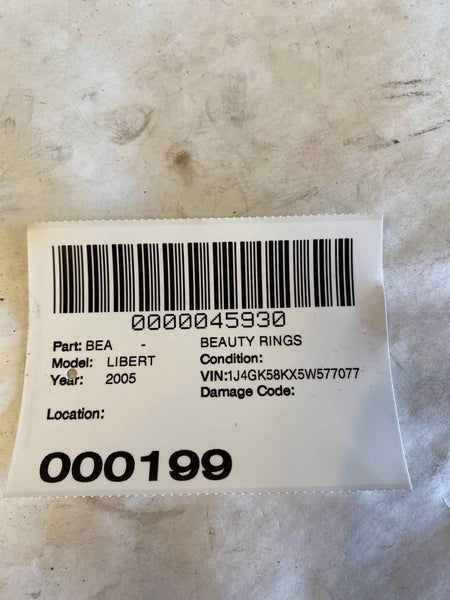 0000045930
Part: BEA - BEAUTY RINGS
Model: LIBERT Condition:
Year: 2005 VIN:1J4GK58KX5W577077
Damage Code:
Location:
000199